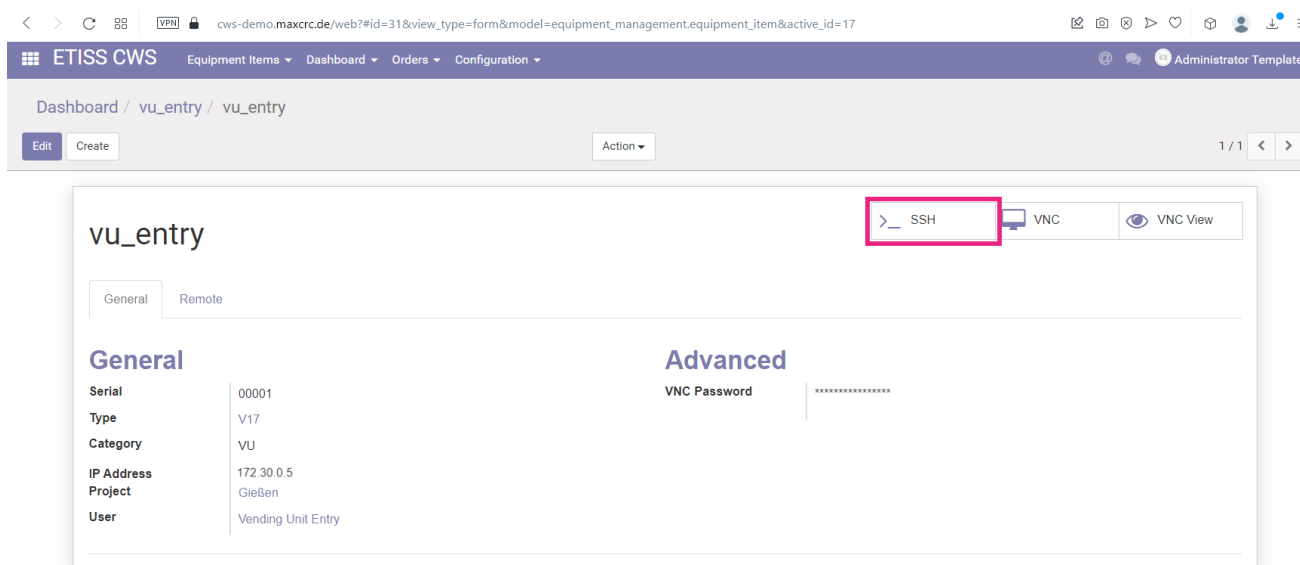 VPN cws-demo.maxcrc.de/web?#id=31&view_type=form&model=equipment_management.equipment_item&active_id=17
ETISS CWS Equipment Items Dashboard Orders Configuration @ Administrator Template
Dashboard / vu_entry / vu_entry
Edit Create Action 1 / 1
>_ SSH VNC VNC View
vu_entry
General Remote
General Advanced
Serial 00001 VNC Password ****************
Type V17
Category VU
IP Address 172.30.0.5
Project Gießen
User Vending Unit Entry